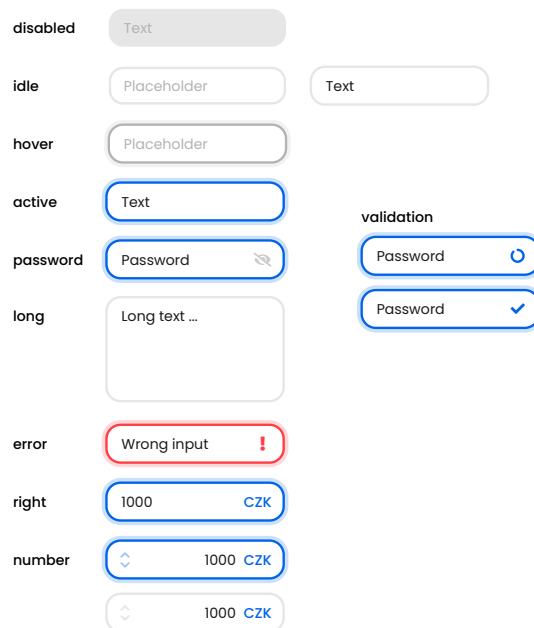 disabled Text
idle Placeholder Text
hover Placeholder
active Text
validation
password Password Password
Password
long Long text ...
error Wrong input !
right 1000 CZK
number 1000 CZK
1000 CZK